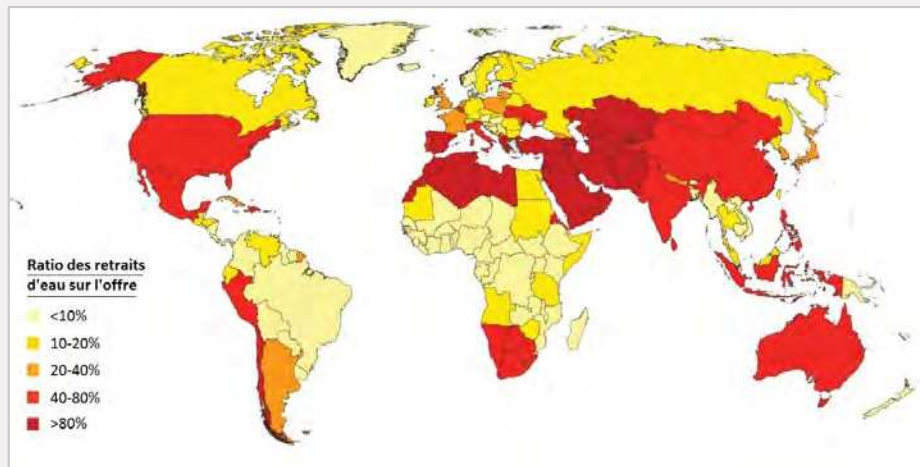 Ratio des retraits
d'eau sur l'offre
<10%
10-20%
20-40%
40-80%
>80%